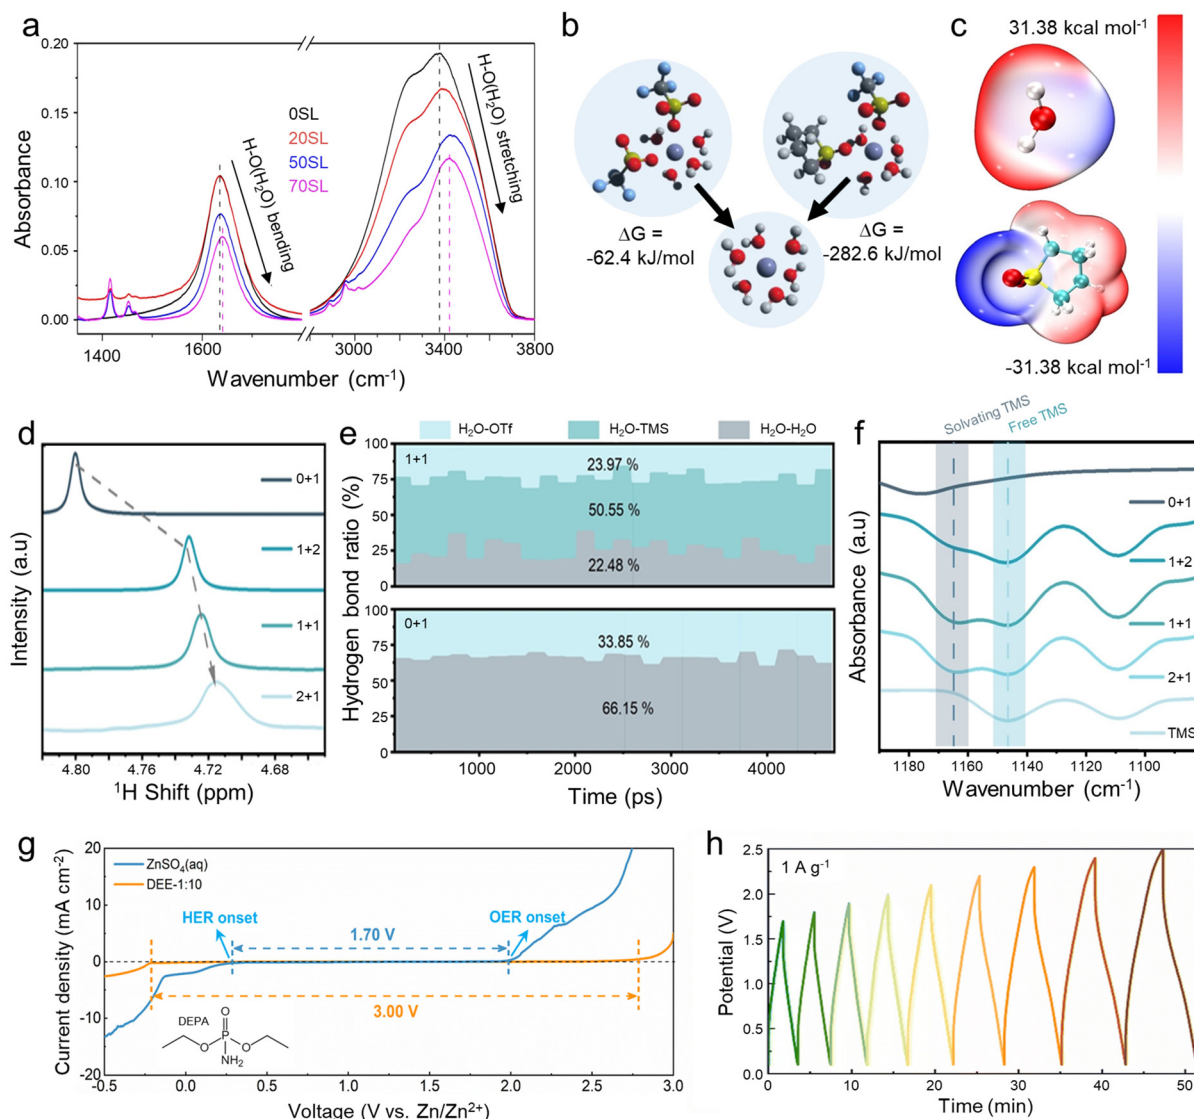 a
0.20
0.15
0.10
0.05
0.00
Absorbance
0SL
20SL
50SL
70SL
H-O(H₂O) bending
H-O(H₂O) stretching
1400
1600
3000
3400
3800
Wavenumber (cm⁻¹)
b
ΔG =
-62.4 kJ/mol
ΔG =
-282.6 kJ/mol
c
31.38 kcal mol⁻¹
-31.38 kcal mol⁻¹
d
Intensity (a.u)
0+1
1+2
1+1
2+1
4.80
4.76
4.72
4.68
¹H Shift (ppm)
e
H₂O-OTf
H₂O-TMS
H₂O-H₂O
Hydrogen bond ratio (%)
100
75
50
25
0
1+1
23.97 %
50.55 %
22.48 %
100
75
50
25
0
0+1
33.85 %
66.15 %
1000
2000
3000
4000
Time (ps)
f
Solvating TMS
Free TMS
Absorbance (a.u)
0+1
1+2
1+1
2+1
TMS
1180
1160
1140
1120
1100
Wavenumber (cm⁻¹)
g
Current density (mA cm⁻²)
20
10
0
-10
-20
ZnSO₄(aq)
DEE-1:10
HER onset
OER onset
1.70 V
3.00 V
DEPA
O
P
O
O
NH₂
-0.5
0.0
0.5
1.0
1.5
2.0
2.5
3.0
Voltage (V vs. Zn/Zn²⁺)
h
Potential (V)
2.5
2.0
1.5
1.0
0.5
0.0
1 A g⁻¹
0
10
20
30
40
50
Time (min)